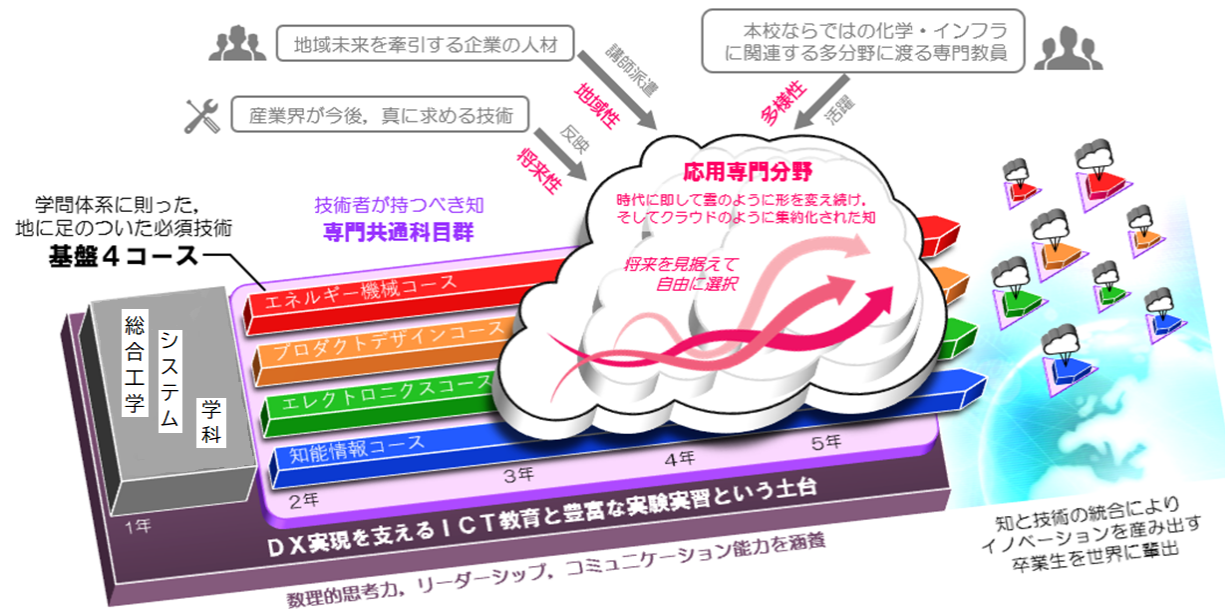 地域未来を牽引する企業の人材
講師派遣
地域性
本校ならではの化学・インフラ
に関連する多分野に渡る専門教員
多様性
活躍
産業界が今後，真に求める技術
反映
将来性
応用専門分野
時代に即して雲のように形を変え続け，
そしてクラウドのように集約化された知
将来を見据えて
自由に選択
学問体系に則った，
地に足のついた必須技術
基盤４コース
技術者が持つべき知
専門共通科目群
エネルギー機械コース
プロダクトデザインコース
エレクトロニクスコース
知能情報コース
総合工学
システム
学科
1年
2年
3年
4年
5年
ＤＸ実現を支えるＩＣＴ教育と豊富な実験実習という土台
数理的思考力，リーダーシップ，コミュニケーション能力を涵養
知と技術の統合により
イノベーションを産み出す
卒業生を世界に輩出